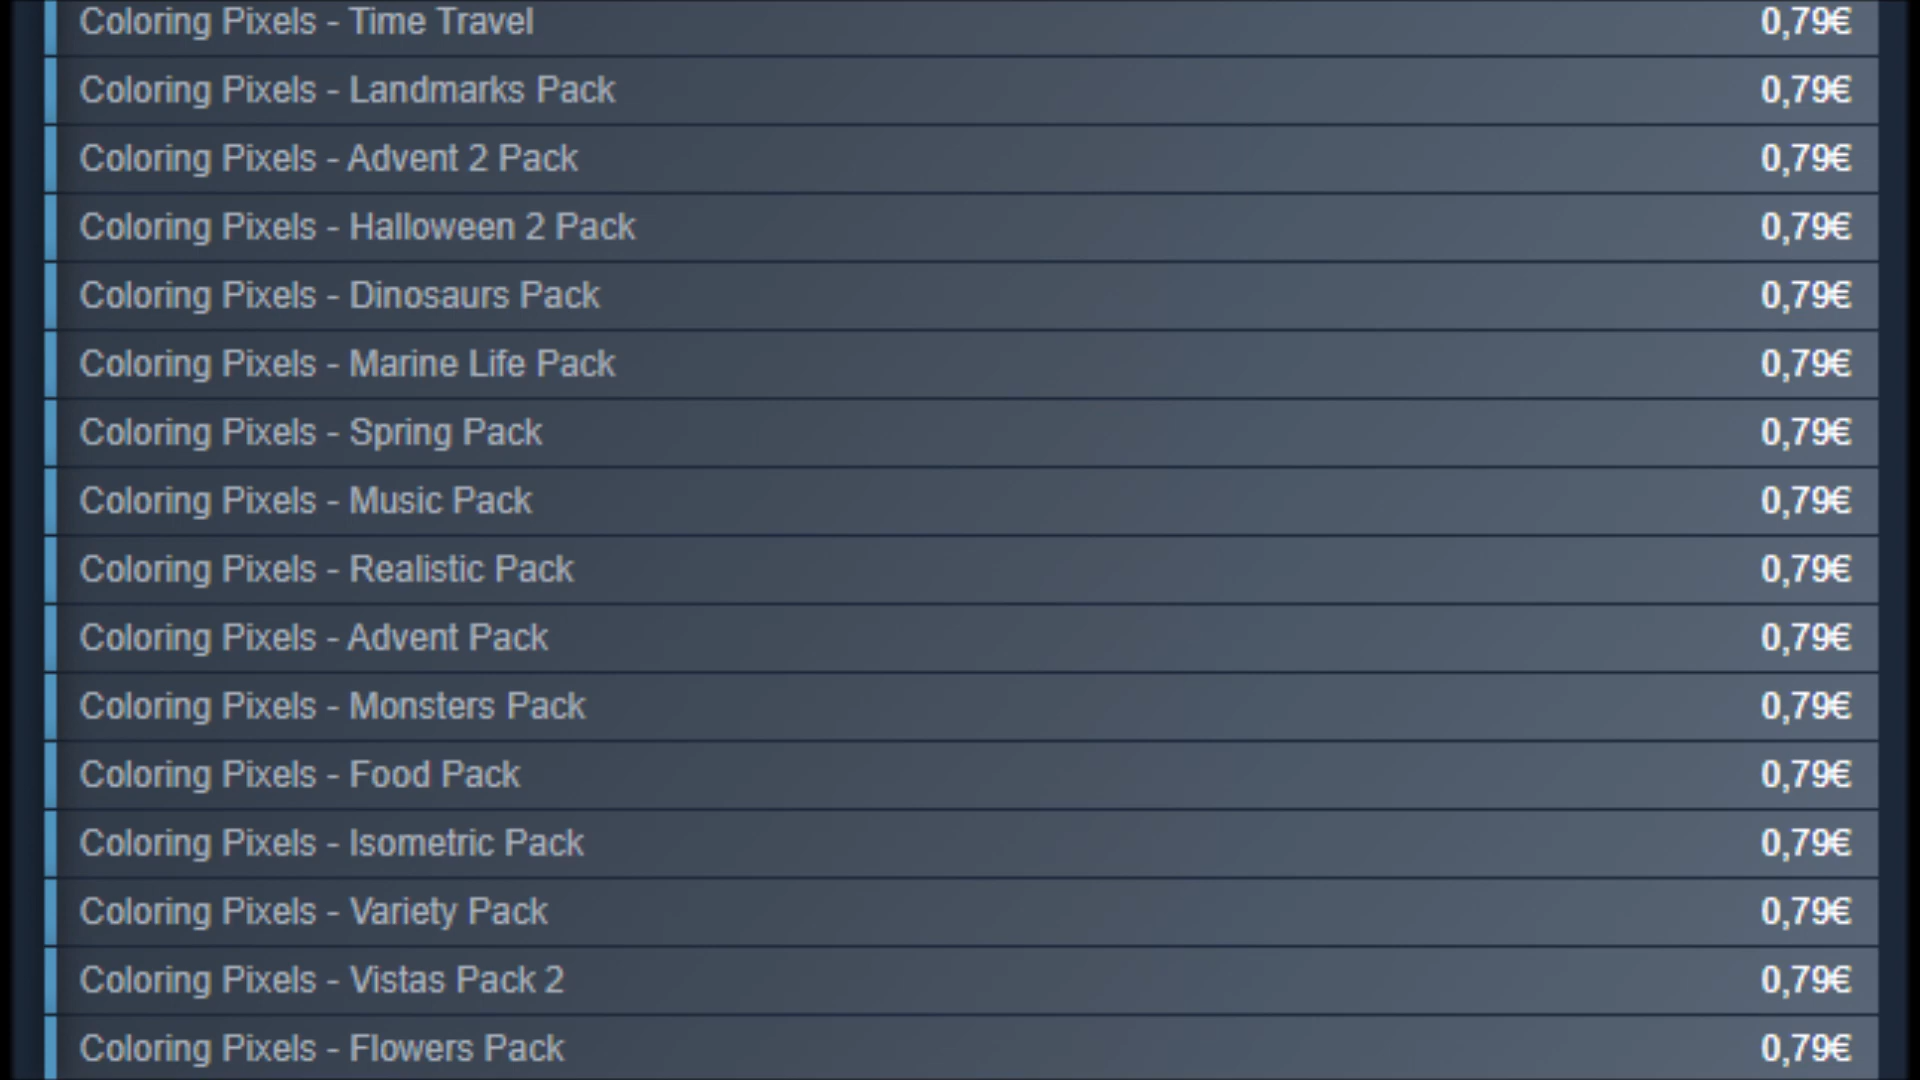 Coloring Pixels - Time Travel 0,79€
Coloring Pixels - Landmarks Pack 0,79€
Coloring Pixels - Advent 2 Pack 0,79€
Coloring Pixels - Halloween 2 Pack 0,79€
Coloring Pixels - Dinosaurs Pack 0,79€
Coloring Pixels - Marine Life Pack 0,79€
Coloring Pixels - Spring Pack 0,79€
Coloring Pixels - Music Pack 0,79€
Coloring Pixels - Realistic Pack 0,79€
Coloring Pixels - Advent Pack 0,79€
Coloring Pixels - Monsters Pack 0,79€
Coloring Pixels - Food Pack 0,79€
Coloring Pixels - Isometric Pack 0,79€
Coloring Pixels - Variety Pack 0,79€
Coloring Pixels - Vistas Pack 2 0,79€
Coloring Pixels - Flowers Pack 0,79€